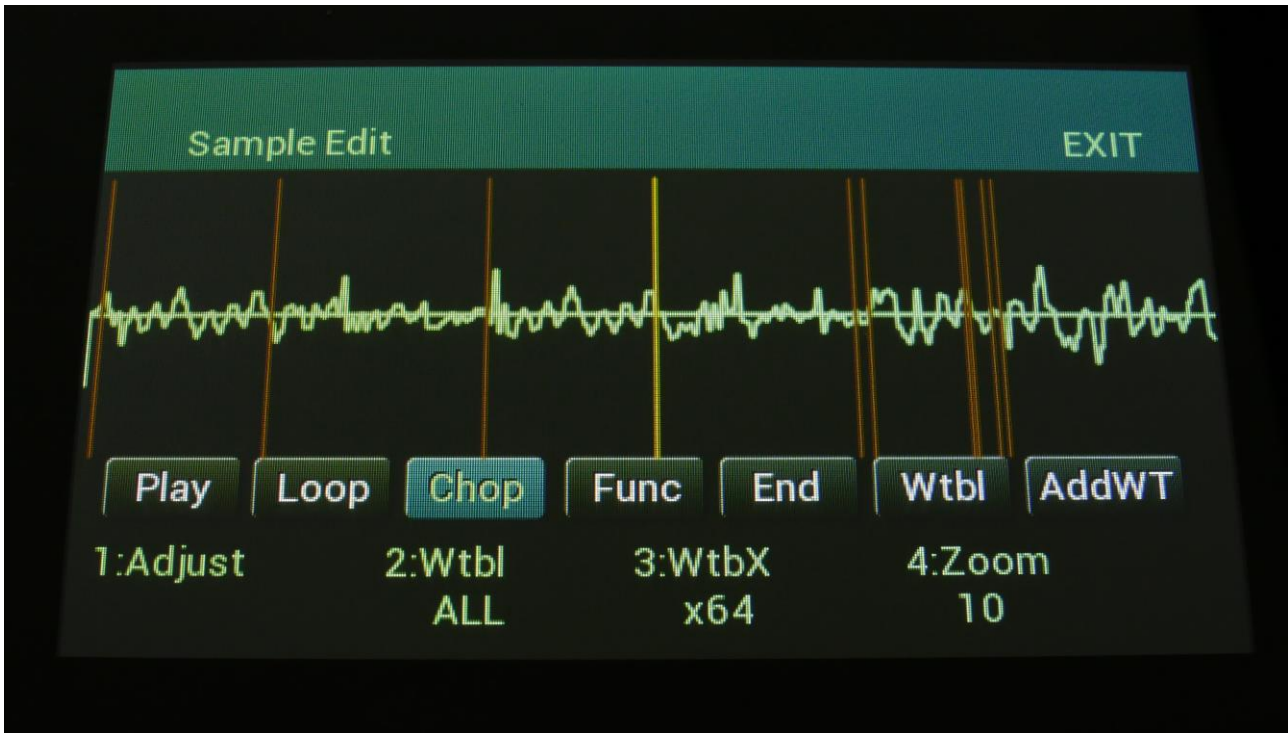 Sample Edit EXIT
Play Loop Chop Func End Wtbl AddWT
1:Adjust 2:Wtbl 3:WtbX 4:Zoom
ALL x64 10